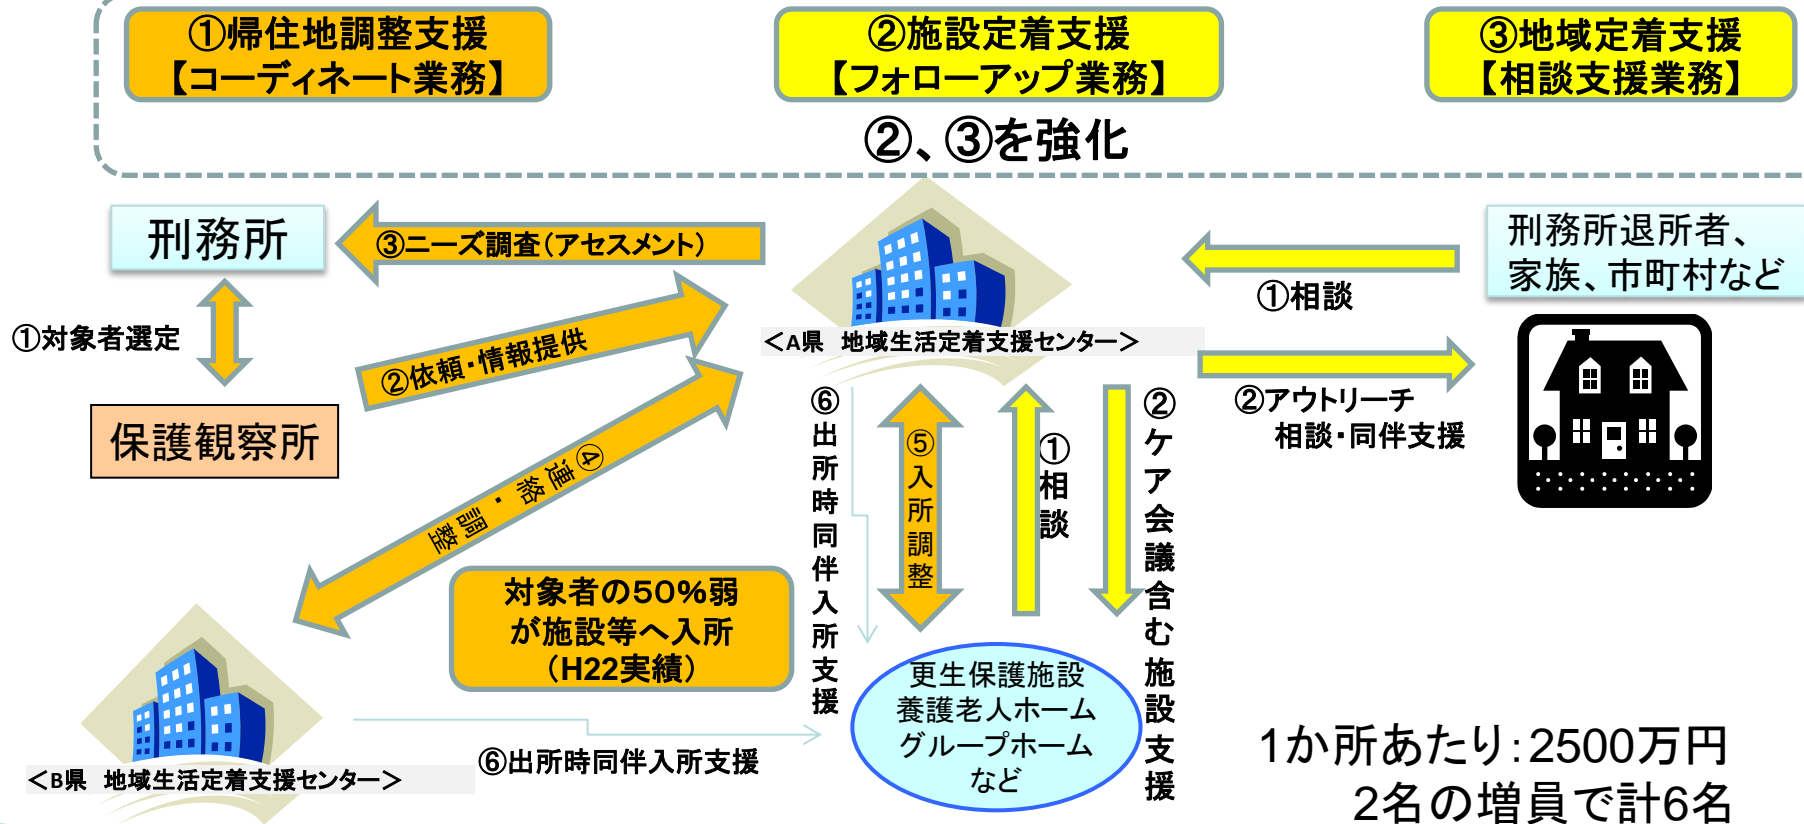 ①帰住地調整支援
【コーディネート業務】
②施設定着支援
【フォローアップ業務】
③地域定着支援
【相談支援業務】
②、③を強化
刑務所
③ニーズ調査（アセスメント）
刑務所退所者、
家族、市町村など
①相談
①対象者選定
②依頼・情報提供
＜A県　地域生活定着支援センター＞
②アウトリーチ
相談・同伴支援
保護観察所
④連絡・調整
⑥出所時同伴入所支援
⑤入所調整
①相談
②ケア会議含む施設支援
対象者の50%弱
が施設等へ入所
（H22実績）
更生保護施設
養護老人ホーム
グループホーム
など
＜B県　地域生活定着支援センター＞
⑥出所時同伴入所支援
1か所あたり：2500万円
2名の増員で計6名